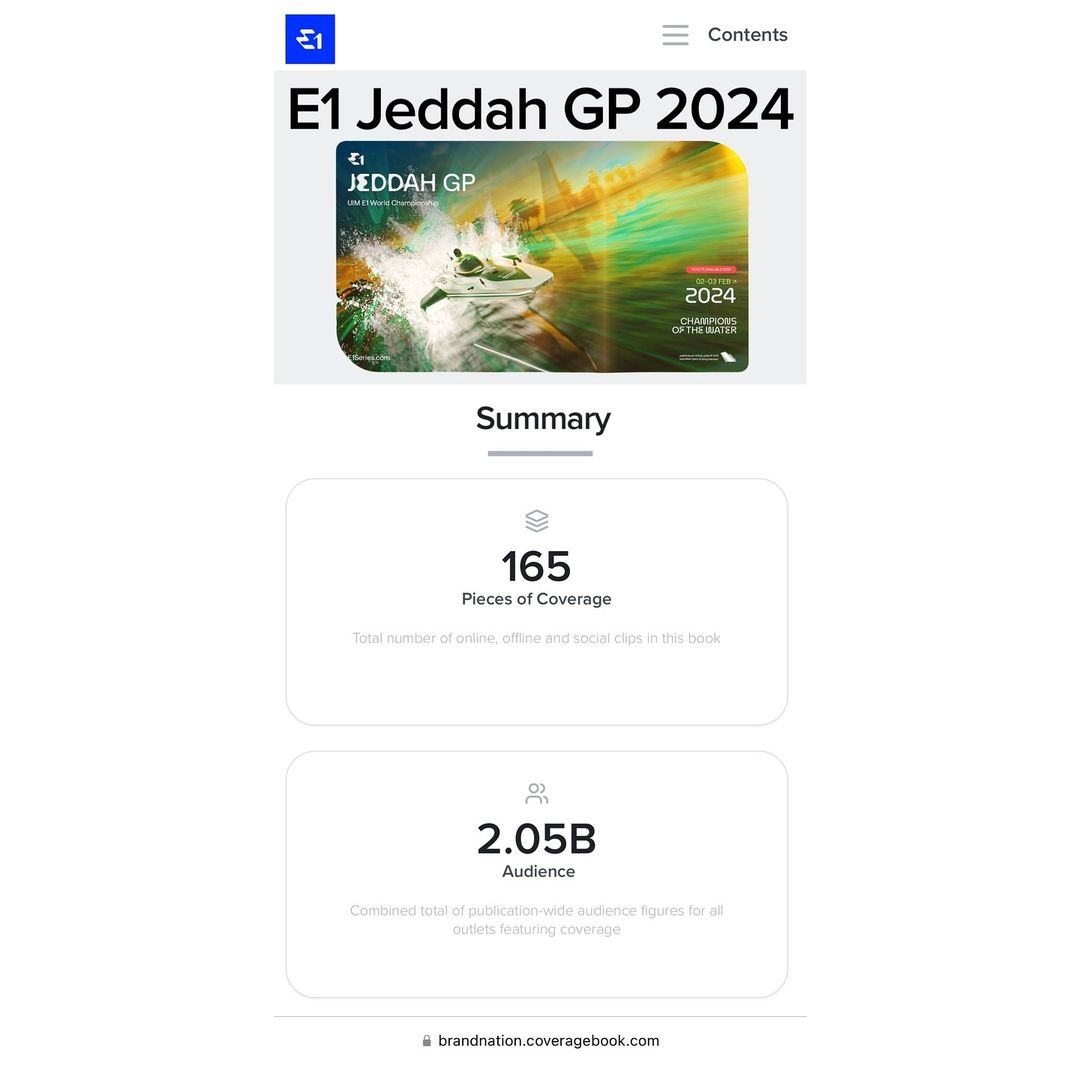 E1
Contents
E1 Jeddah GP 2024
E1
JEDDAH GP
UIM E1 World Championship
TICKETS AVAILABLE NOW
02-03 FEB
2024
CHAMPIONS
OF THE WATER
E1Series.com
Summary
165
Pieces of Coverage
Total number of online, offline and social clips in this book
2.05B
Audience
Combined total of publication-wide audience figures for all
outlets featuring coverage
brandnation.coveragebook.com